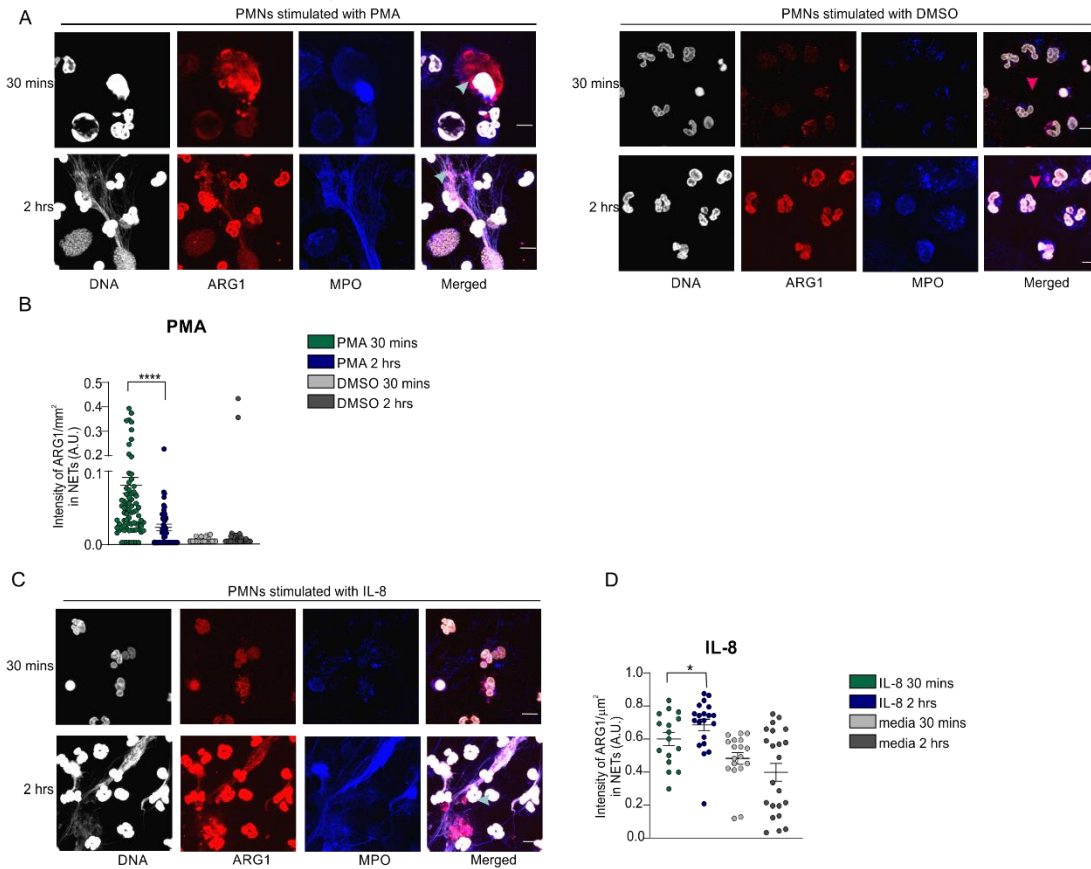 A
PMNs stimulated with PMA
PMNs stimulated with DMSO
30 mins
2 hrs
DNA
ARG1
MPO
Merged
30 mins
2 hrs
DNA
ARG1
MPO
Merged
B
PMA
****
0.5
0.4
0.3
0.2
0.1
0.0
Intensity of ARG1/mm²
in NETs (A.U.)
PMA 30 mins
PMA 2 hrs
DMSO 30 mins
DMSO 2 hrs
C
PMNs stimulated with IL-8
30 mins
2 hrs
DNA
ARG1
MPO
Merged
D
IL-8
*
1.0
0.8
0.6
0.4
0.2
0.0
Intensity of ARG1/µm²
in NETs (A.U.)
IL-8 30 mins
IL-8 2 hrs
media 30 mins
media 2 hrs